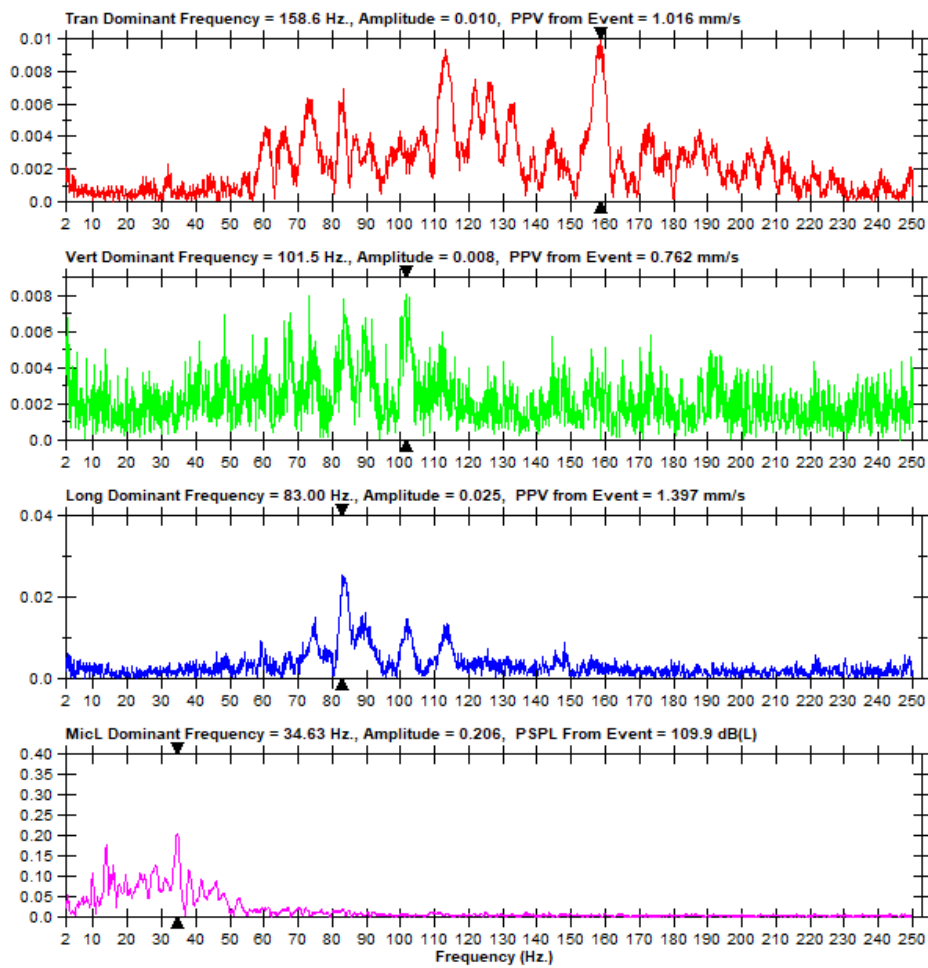 Tran Dominant Frequency = 158.6 Hz., Amplitude = 0.010, PPV from Event = 1.016 mm/s
0.01
0.008
0.006
0.004
0.002
0.0
2 10 20 30 40 50 60 70 80 90 100 110 120 130 140 150 160 170 180 190 200 210 220 230 240 250
Vert Dominant Frequency = 101.5 Hz., Amplitude = 0.008, PPV from Event = 0.762 mm/s
0.008
0.006
0.004
0.002
0.0
2 10 20 30 40 50 60 70 80 90 100 110 120 130 140 150 160 170 180 190 200 210 220 230 240 250
Long Dominant Frequency = 83.00 Hz., Amplitude = 0.025, PPV from Event = 1.397 mm/s
0.04
0.02
0.0
2 10 20 30 40 50 60 70 80 90 100 110 120 130 140 150 160 170 180 190 200 210 220 230 240 250
MicL Dominant Frequency = 34.63 Hz., Amplitude = 0.206, PSPL From Event = 109.9 dB(L)
0.40
0.35
0.30
0.25
0.20
0.15
0.10
0.05
0.0
2 10 20 30 40 50 60 70 80 90 100 110 120 130 140 150 160 170 180 190 200 210 220 230 240 250
Frequency (Hz.)